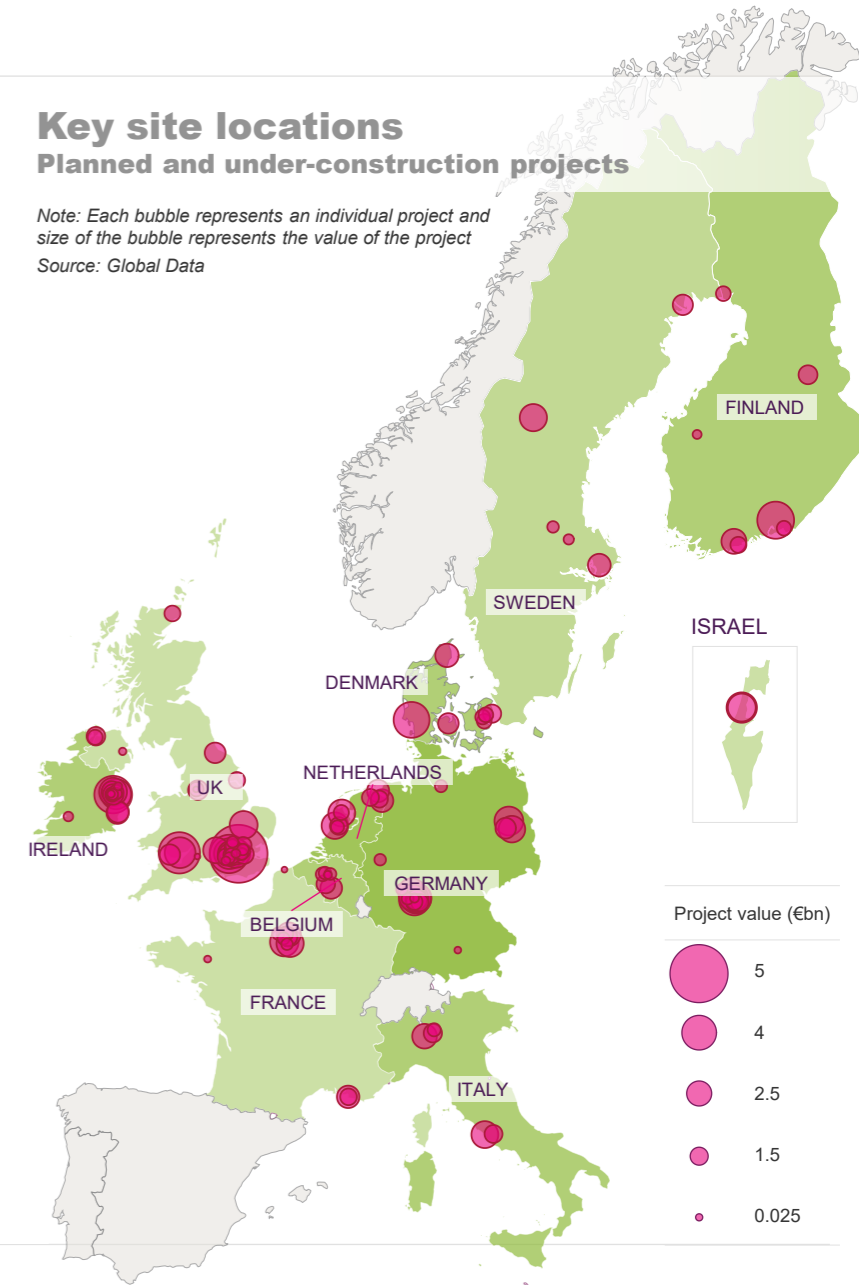 Key site locations
Planned and under-construction projects
Note: Each bubble represents an individual project and
size of the bubble represents the value of the project
Source: Global Data
FINLAND
SWEDEN
ISRAEL
DENMARK
NETHERLANDS
UK
IRELAND
GERMANY
BELGIUM
FRANCE
ITALY
Project value (€bn)
5
4
2.5
1.5
0.025